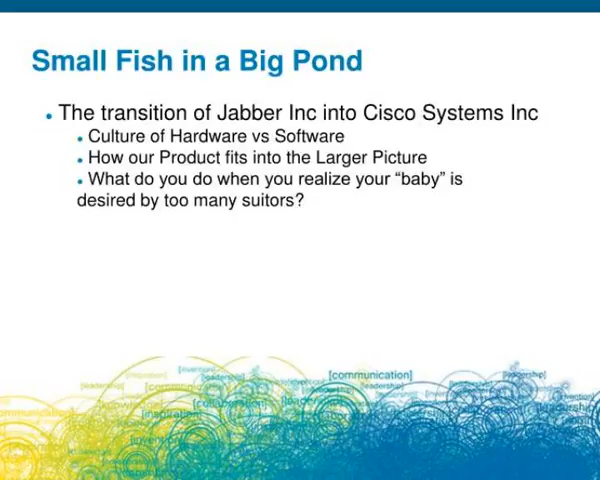 Small Fish in a Big Pond
• The transition of Jabber Inc into Cisco Systems Inc
• Culture of Hardware vs Software
• How our Product fits into the Larger Picture
• What do you do when you realize your “baby” is
desired by too many suitors?
[communication]
[leadership]
[leadership]
[inspiration]